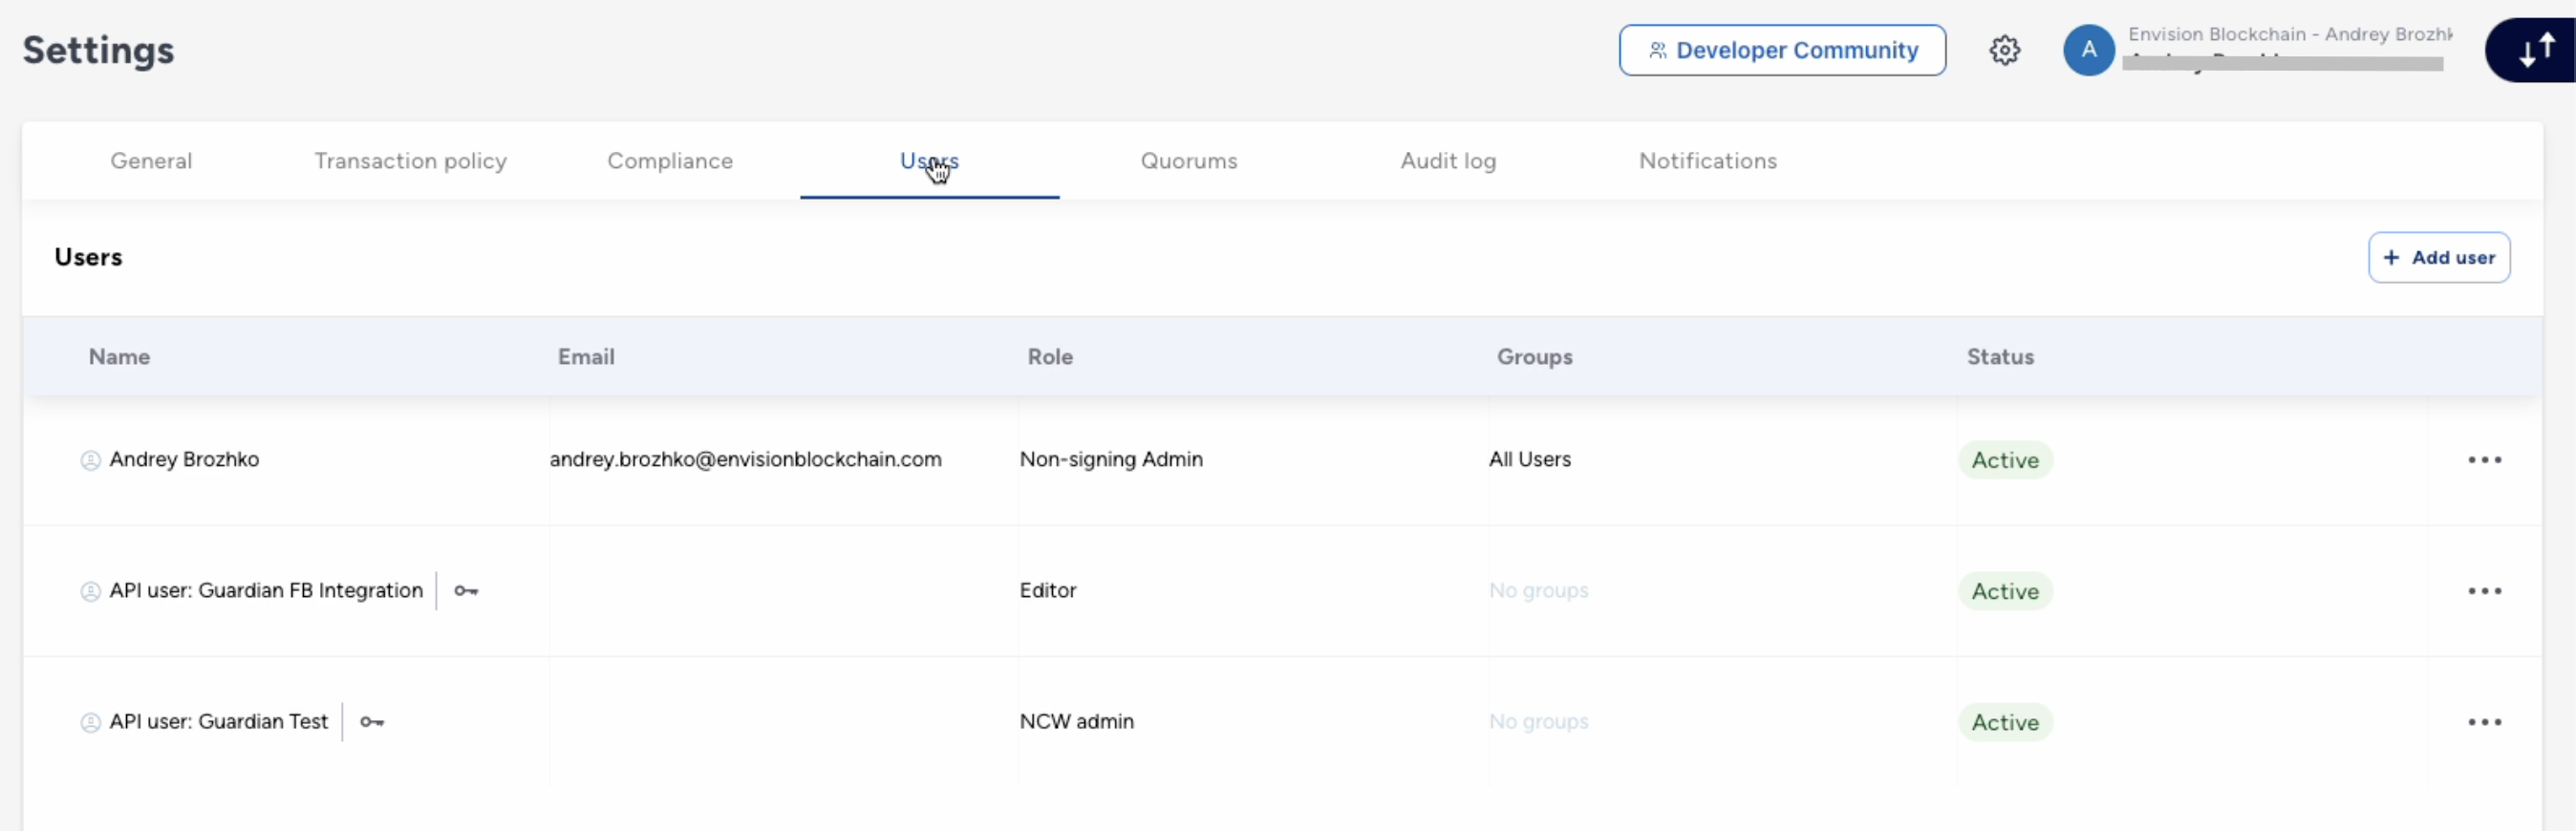 Settings
Developer Community
A
Envision Blockchain - Andrey Brozhk
General Transaction policy Compliance Users Quorums Audit log Notifications
Users
+ Add user
Name Email Role Groups Status
Andrey Brozhko andrey.brozhko@envisionblockchain.com Non-signing Admin All Users Active
API user: Guardian FB Integration Editor No groups Active
API user: Guardian Test NCW admin No groups Active